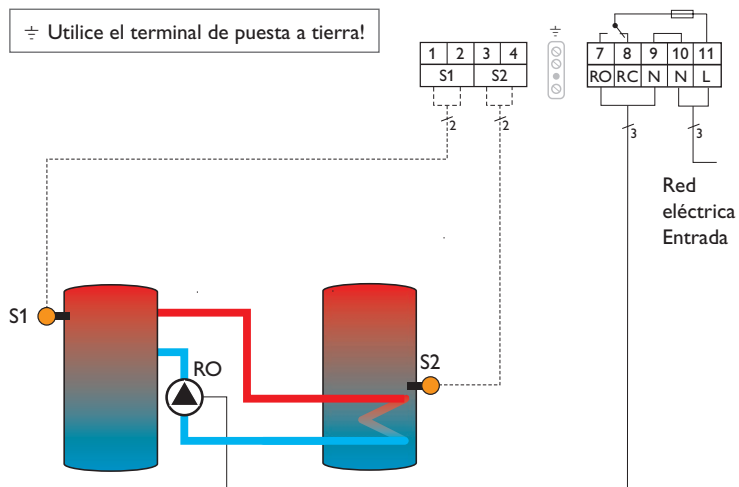 ⏚ Utilice el terminal de puesta a tierra!
1 2 3 4
S1 S2
2 2
⏚
7 8 9 10 11
RO RC N N L
3 3
Red
eléctrica
Entrada
S1
RO
S2